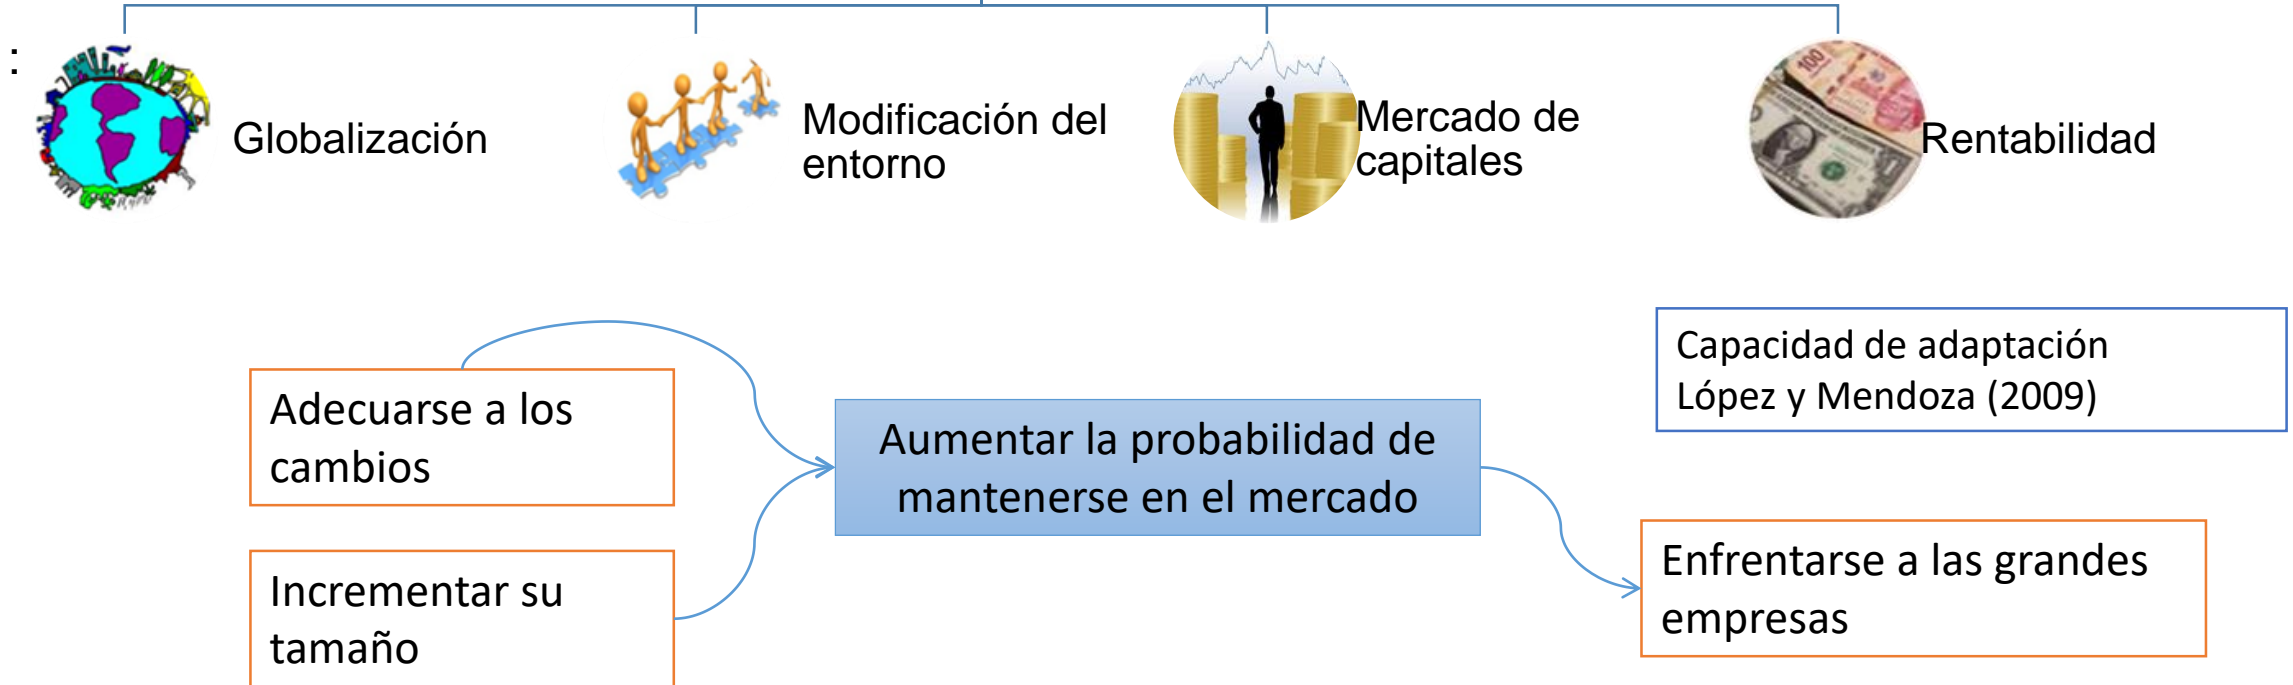 :
Globalización
Modificación del
entorno
Mercado de
capitales
Rentabilidad
100
Capacidad de adaptación
López y Mendoza (2009)
Adecuarse a los
cambios
Aumentar la probabilidad de
mantenerse en el mercado
Incrementar su
tamaño
Enfrentarse a las grandes
empresas